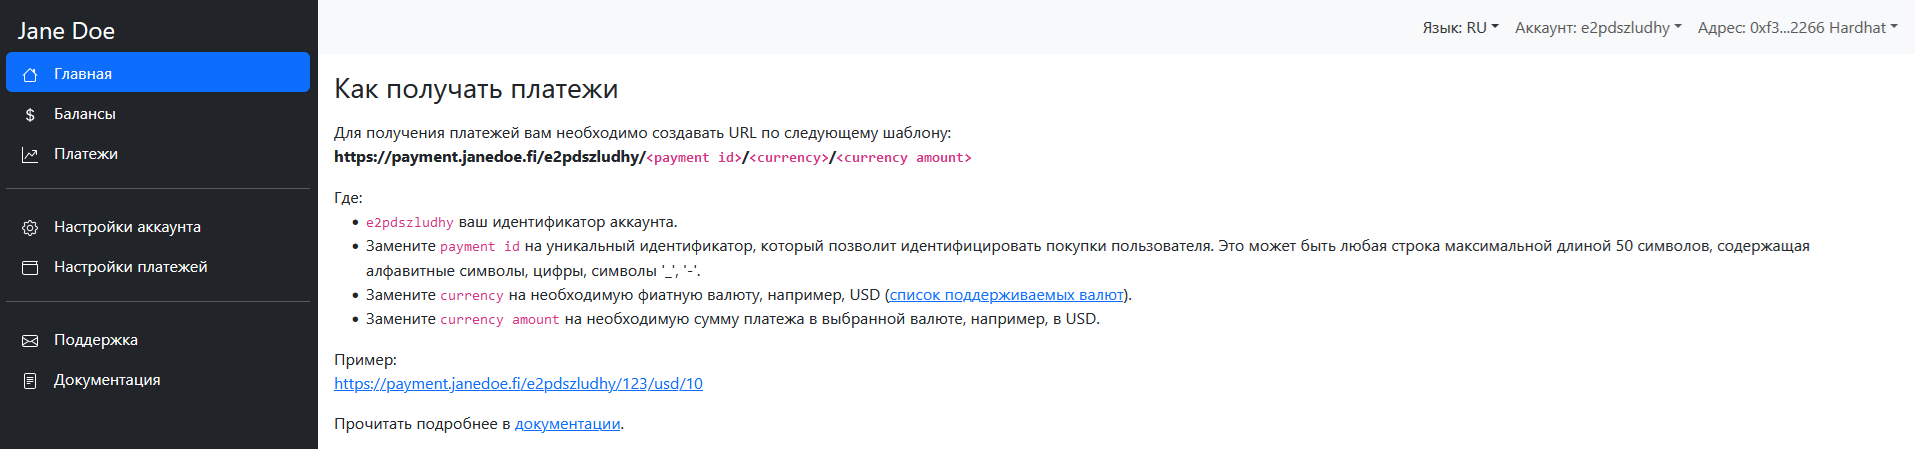 Jane Doe
Главная
Балансы
Платежи
Настройки аккаунта
Настройки платежей
Поддержка
Документация
Язык: RU
Аккаунт: e2pdszludhy
Адрес: 0xf3...2266 Hardhat
Как получать платежи
Для получения платежей вам необходимо создавать URL по следующему шаблону:
https://payment.janedoe.fi/e2pdszludhy/<payment id>/<currency>/<currency amount>
Где:
• e2pdszludhy ваш идентификатор аккаунта.
• Замените payment id на уникальный идентификатор, который позволит идентифицировать покупки пользователя. Это может быть любая строка максимальной длиной 50 символов, содержащая
алфавитные символы, цифры, символы '_', '-'.
• Замените currency на необходимую фиатную валюту, например, USD (список поддерживаемых валют).
• Замените currency amount на необходимую сумму платежа в выбранной валюте, например, в USD.
Пример:
https://payment.janedoe.fi/e2pdszludhy/123/usd/10
Прочитать подробнее в документации.